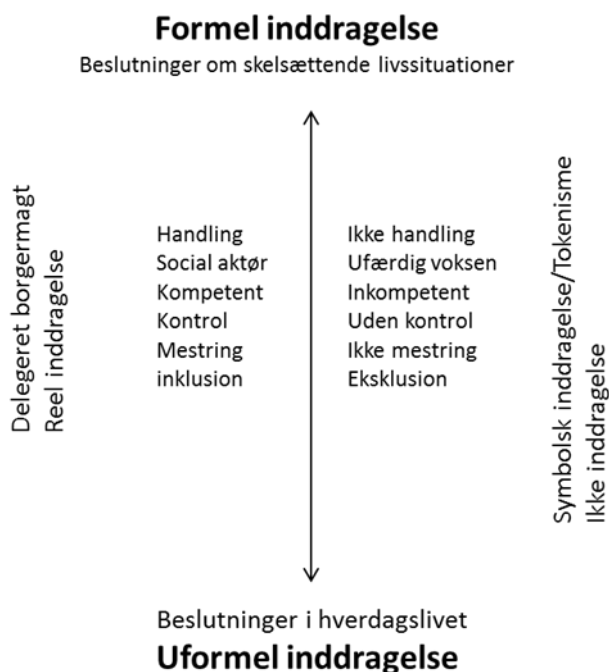 Formel inddragelse
Beslutninger om skelsættende livssituationer
Delegeret borgermagt
Reel inddragelse
Handling
Social aktør
Kompetent
Kontrol
Mestring
inklusion
Ikke handling
Ufærdig voksen
Inkompetent
Uden kontrol
Ikke mestring
Eksklusion
Symbolsk inddragelse/Tokenisme
Ikke inddragelse
Beslutninger i hverdagslivet
Uformel inddragelse